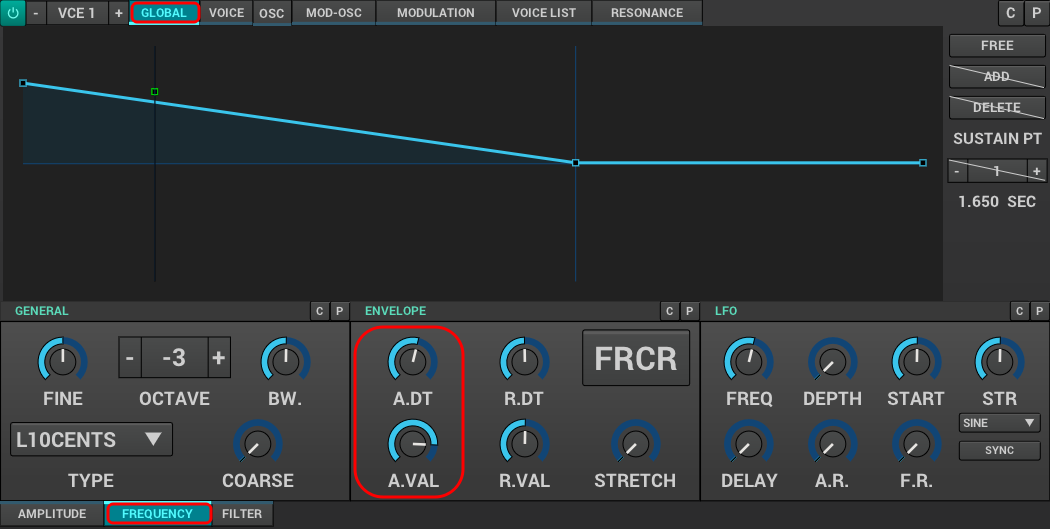 - VCE 1 + GLOBAL VOICE OSC MOD-OSC MODULATION VOICE LIST RESONANCE C P
FREE
ADD
DELETE
SUSTAIN PT
- 1 +
1.650 SEC
GENERAL C P ENVELOPE C P LFO C P
- -3 + FRCR
FINE OCTAVE BW. A.DT R.DT FREQ DEPTH START STR
SINE
L10CENTS
SYNC
TYPE COARSE A.VAL R.VAL STRETCH DELAY A.R. F.R.
AMPLITUDE FREQUENCY FILTER